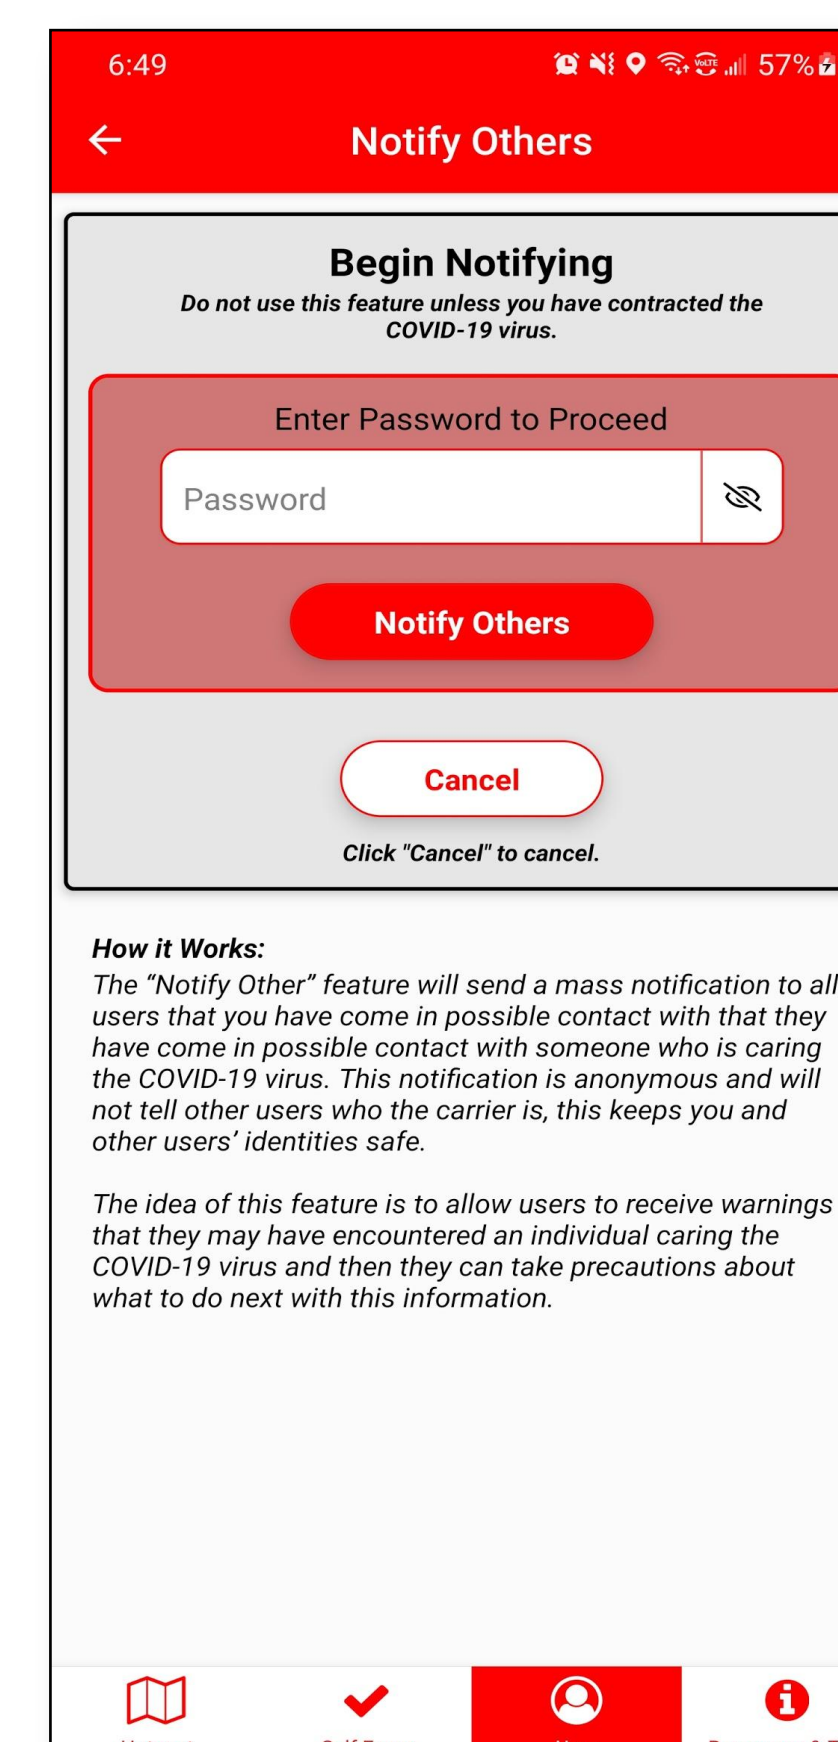 6:49
57%
Notify Others
Begin Notifying
Do not use this feature unless you have contracted the
COVID-19 virus.
Enter Password to Proceed
Password
Notify Others
Cancel
Click "Cancel" to cancel.
How it Works:
The “Notify Other” feature will send a mass notification to all
users that you have come in possible contact with that they
have come in possible contact with someone who is caring
the COVID-19 virus. This notification is anonymous and will
not tell other users who the carrier is, this keeps you and
other users’ identities safe.
The idea of this feature is to allow users to receive warnings
that they may have encountered an individual caring the
COVID-19 virus and then they can take precautions about
what to do next with this information.